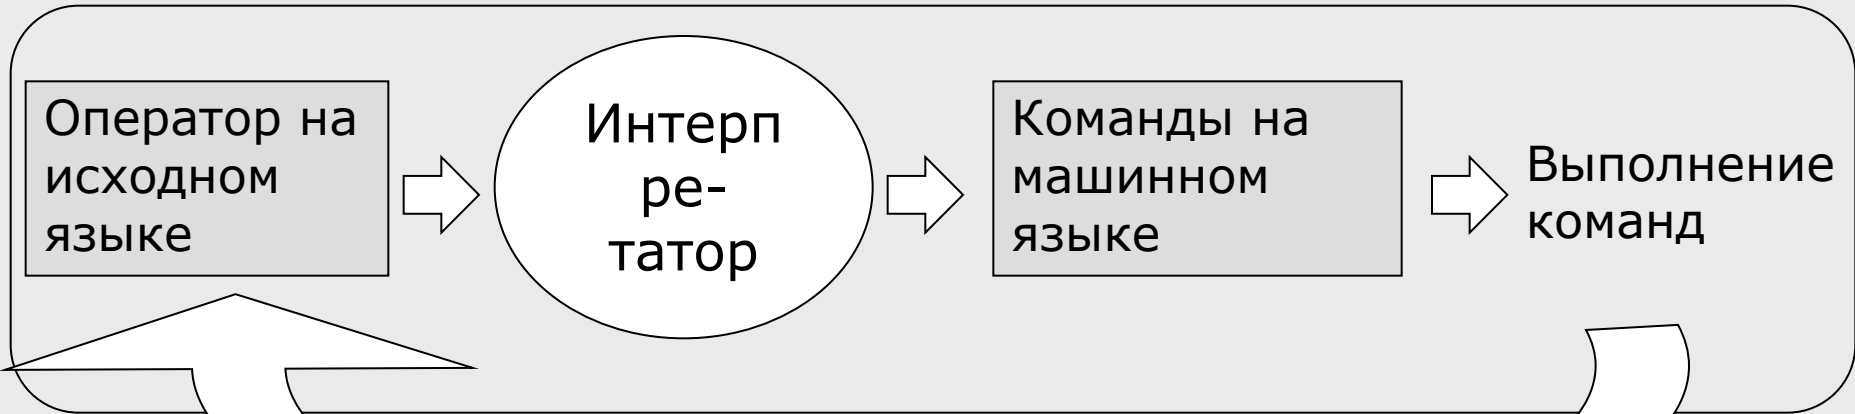 Оператор на
исходном
языке
Интерп
ре-
татор
Команды на
машинном
языке
Выполнение
команд